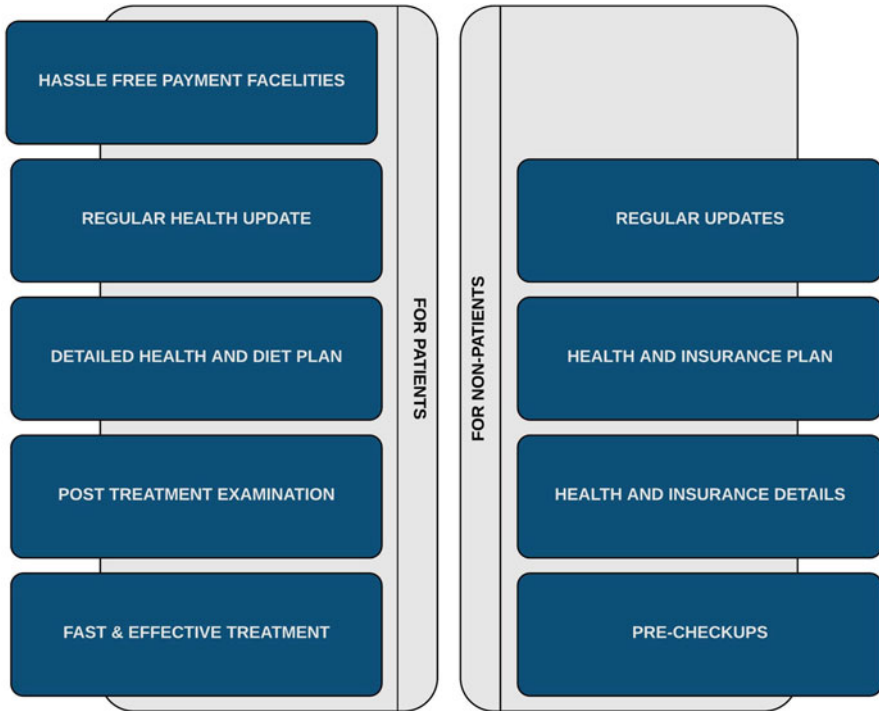 HASSLE FREE PAYMENT FACELITIES
REGULAR HEALTH UPDATE
DETAILED HEALTH AND DIET PLAN
POST TREATMENT EXAMINATION
FAST & EFFECTIVE TREATMENT
FOR PATIENTS
FOR NON-PATIENTS
REGULAR UPDATES
HEALTH AND INSURANCE PLAN
HEALTH AND INSURANCE DETAILS
PRE-CHECKUPS